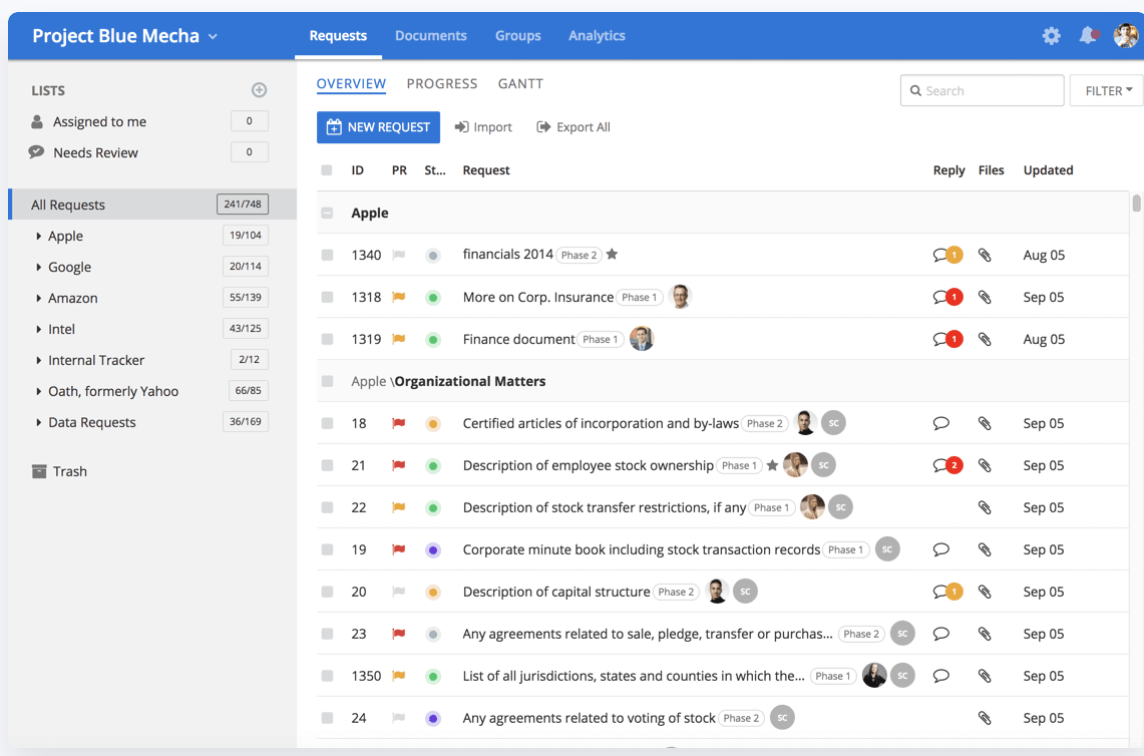 Project Blue Mecha Requests Documents Groups Analytics
LISTS
Assigned to me 0
Needs Review 0
All Requests 241/748
Apple 19/104
Google 20/114
Amazon 55/139
Intel 43/125
Internal Tracker 2/12
Oath, formerly Yahoo 66/85
Data Requests 36/169
Trash
OVERVIEW PROGRESS GANTT Search FILTER
NEW REQUEST Import Export All
ID PR St... Request Reply Files Updated
Apple
1340 financials 2014 Phase 2 1 Aug 05
1318 More on Corp. Insurance Phase 1 1 Sep 05
1319 Finance document Phase 1 1 Aug 05
Apple \Organizational Matters
18 Certified articles of incorporation and by-laws Phase 2 SC Sep 05
21 Description of employee stock ownership Phase 1 SC 2 Sep 05
22 Description of stock transfer restrictions, if any Phase 1 SC Sep 05
19 Corporate minute book including stock transaction records Phase 1 SC Sep 05
20 Description of capital structure Phase 2 SC 1 Sep 05
23 Any agreements related to sale, pledge, transfer or purchas... Phase 2 SC Sep 05
1350 List of all jurisdictions, states and counties in which the... Phase 1 SC Sep 05
24 Any agreements related to voting of stock Phase 2 SC Sep 05